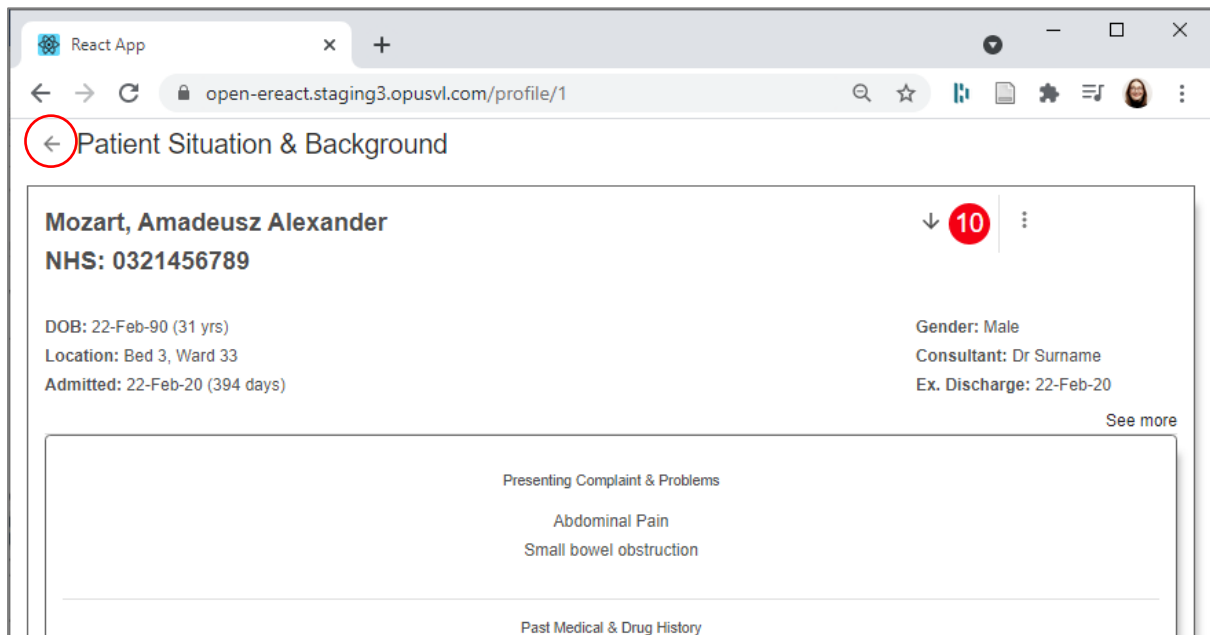 React App
open-ereact.staging3.opusvl.com/profile/1
Patient Situation & Background
Mozart, Amadeusz Alexander
10
NHS: 0321456789
DOB: 22-Feb-90 (31 yrs)
Gender: Male
Location: Bed 3, Ward 33
Consultant: Dr Surname
Admitted: 22-Feb-20 (394 days)
Ex. Discharge: 22-Feb-20
See more
Presenting Complaint & Problems
Abdominal Pain
Small bowel obstruction
Past Medical & Drug History